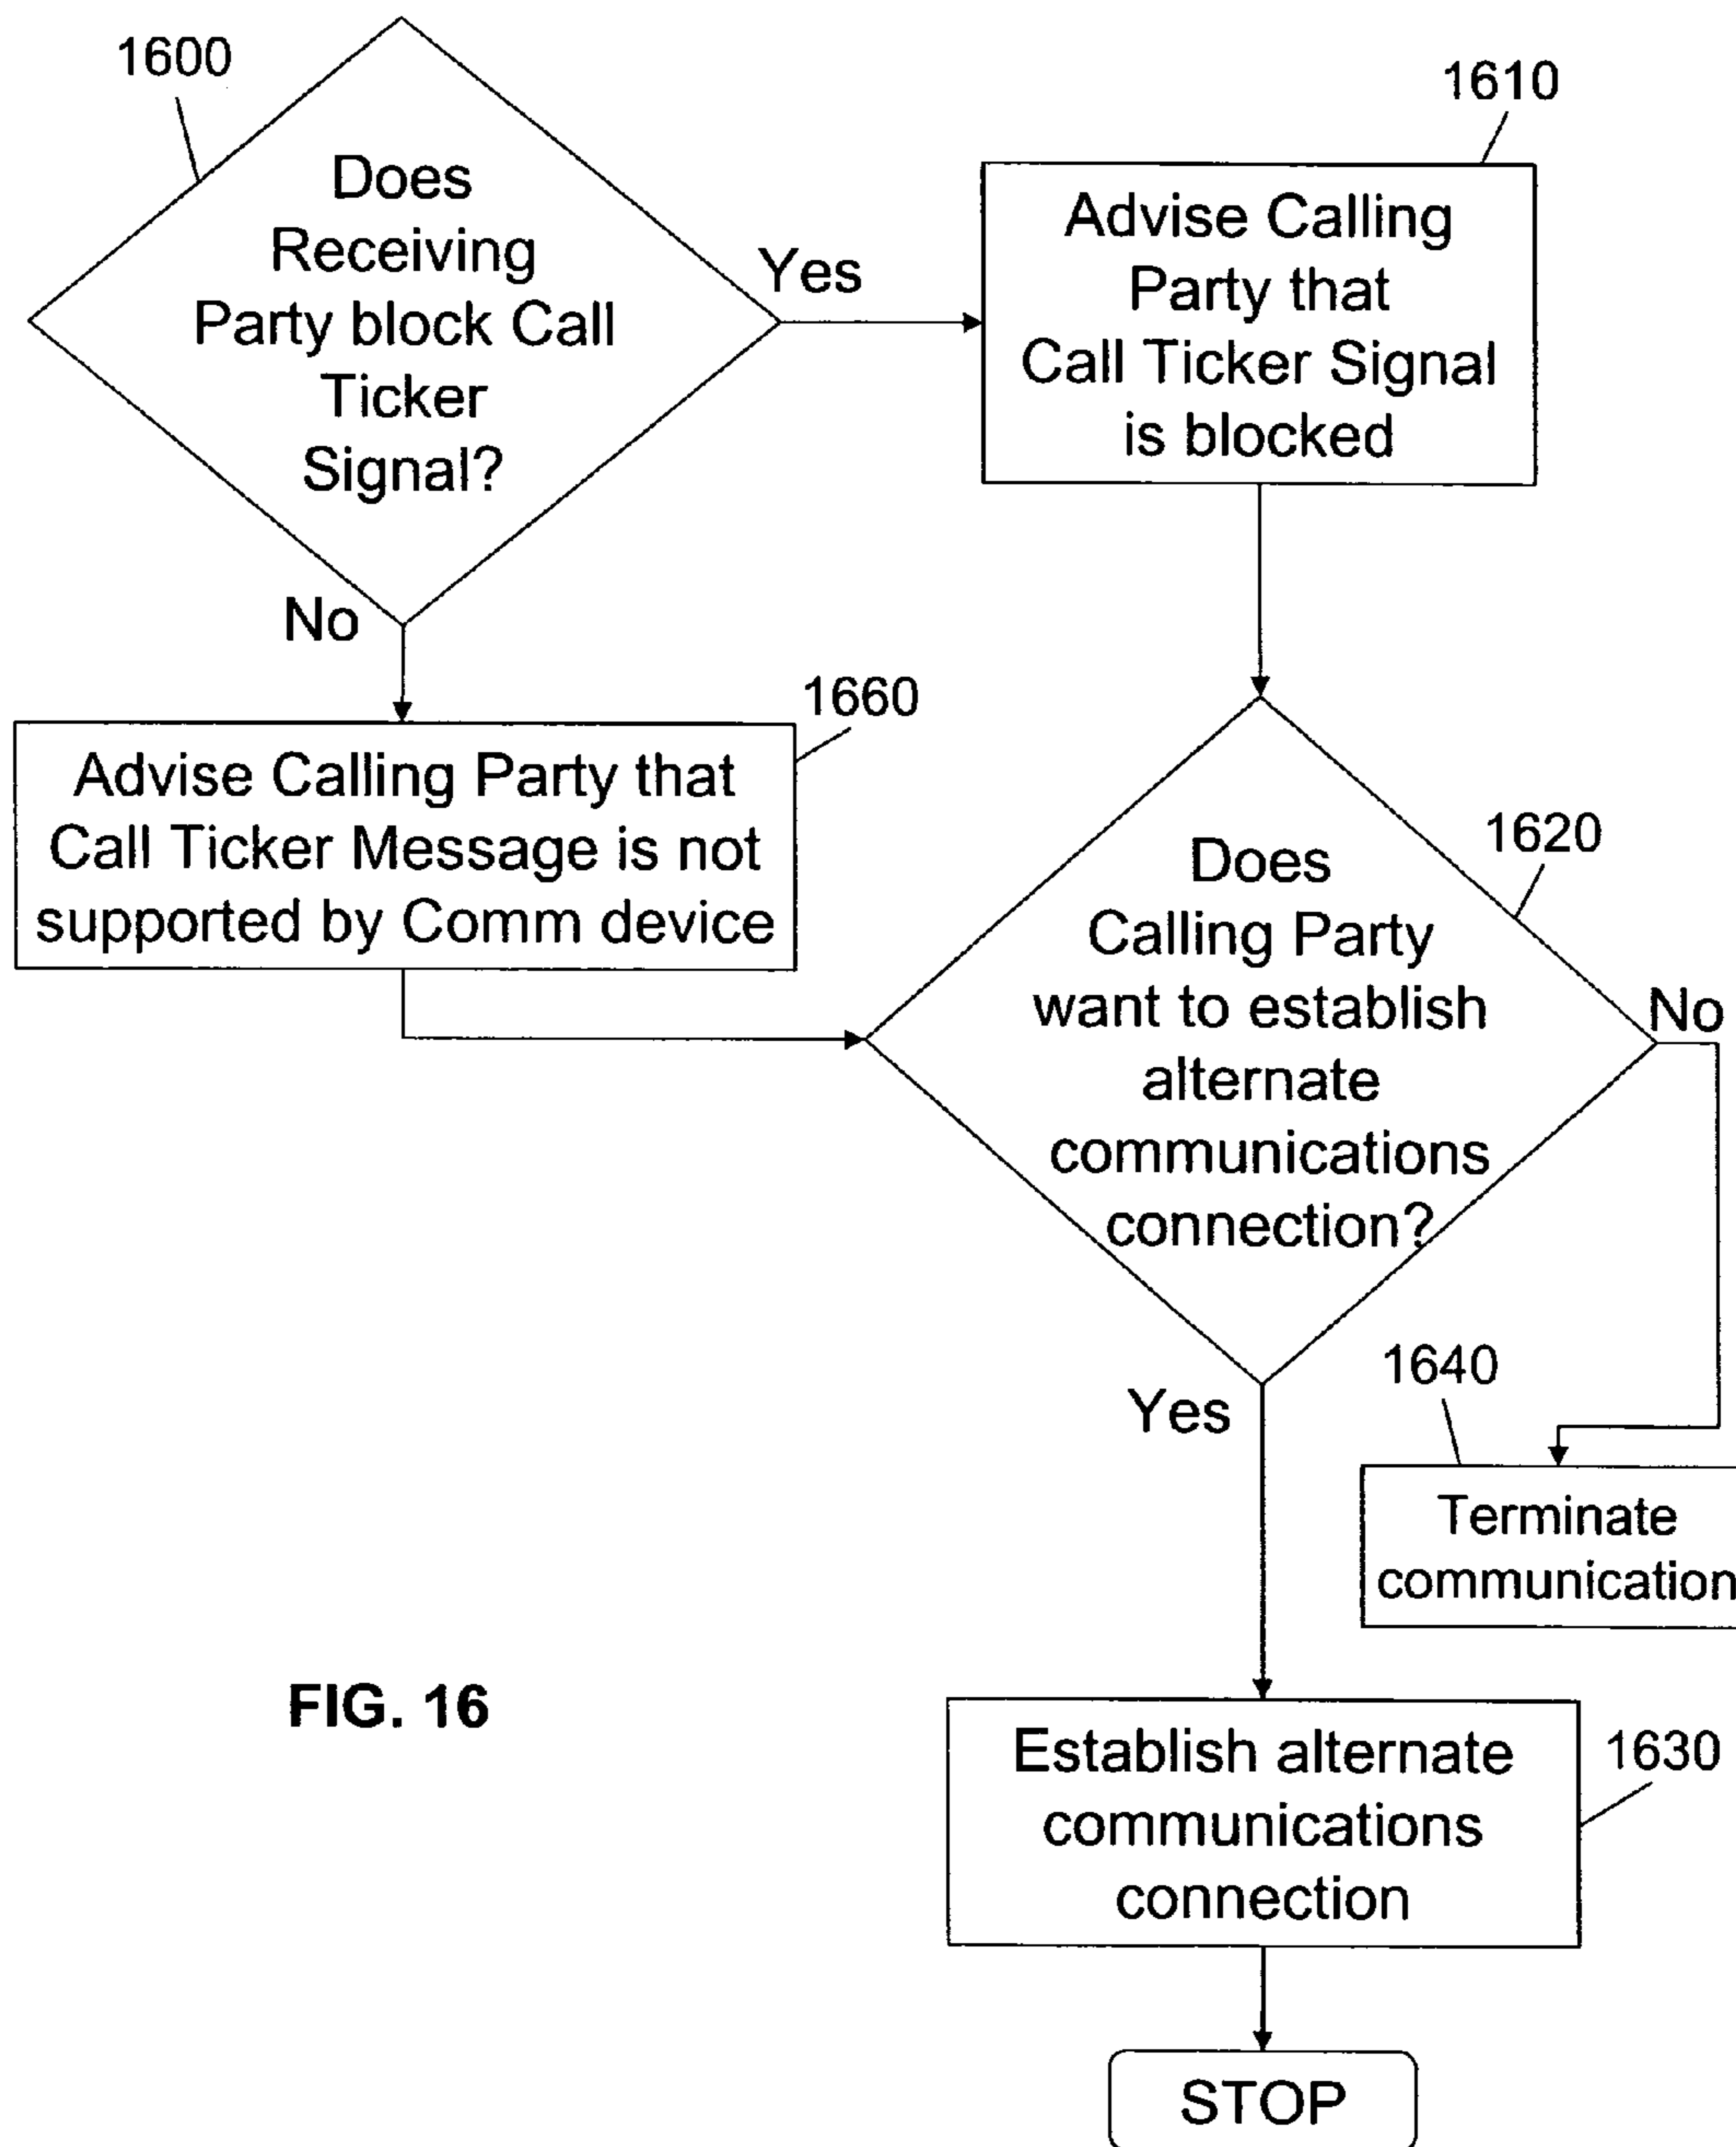 1600
Does
Receiving
Party block Call
Ticker
Signal?
Yes
1610
Advise Calling
Party that
Call Ticker Signal
is blocked
No
1660
Advise Calling Party that
Call Ticker Message is not
supported by Comm device
1620
Does
Calling Party
want to establish
alternate
communications
connection?
No
Yes
1640
Terminate
communication
FIG. 16
1630
Establish alternate
communications
connection
STOP